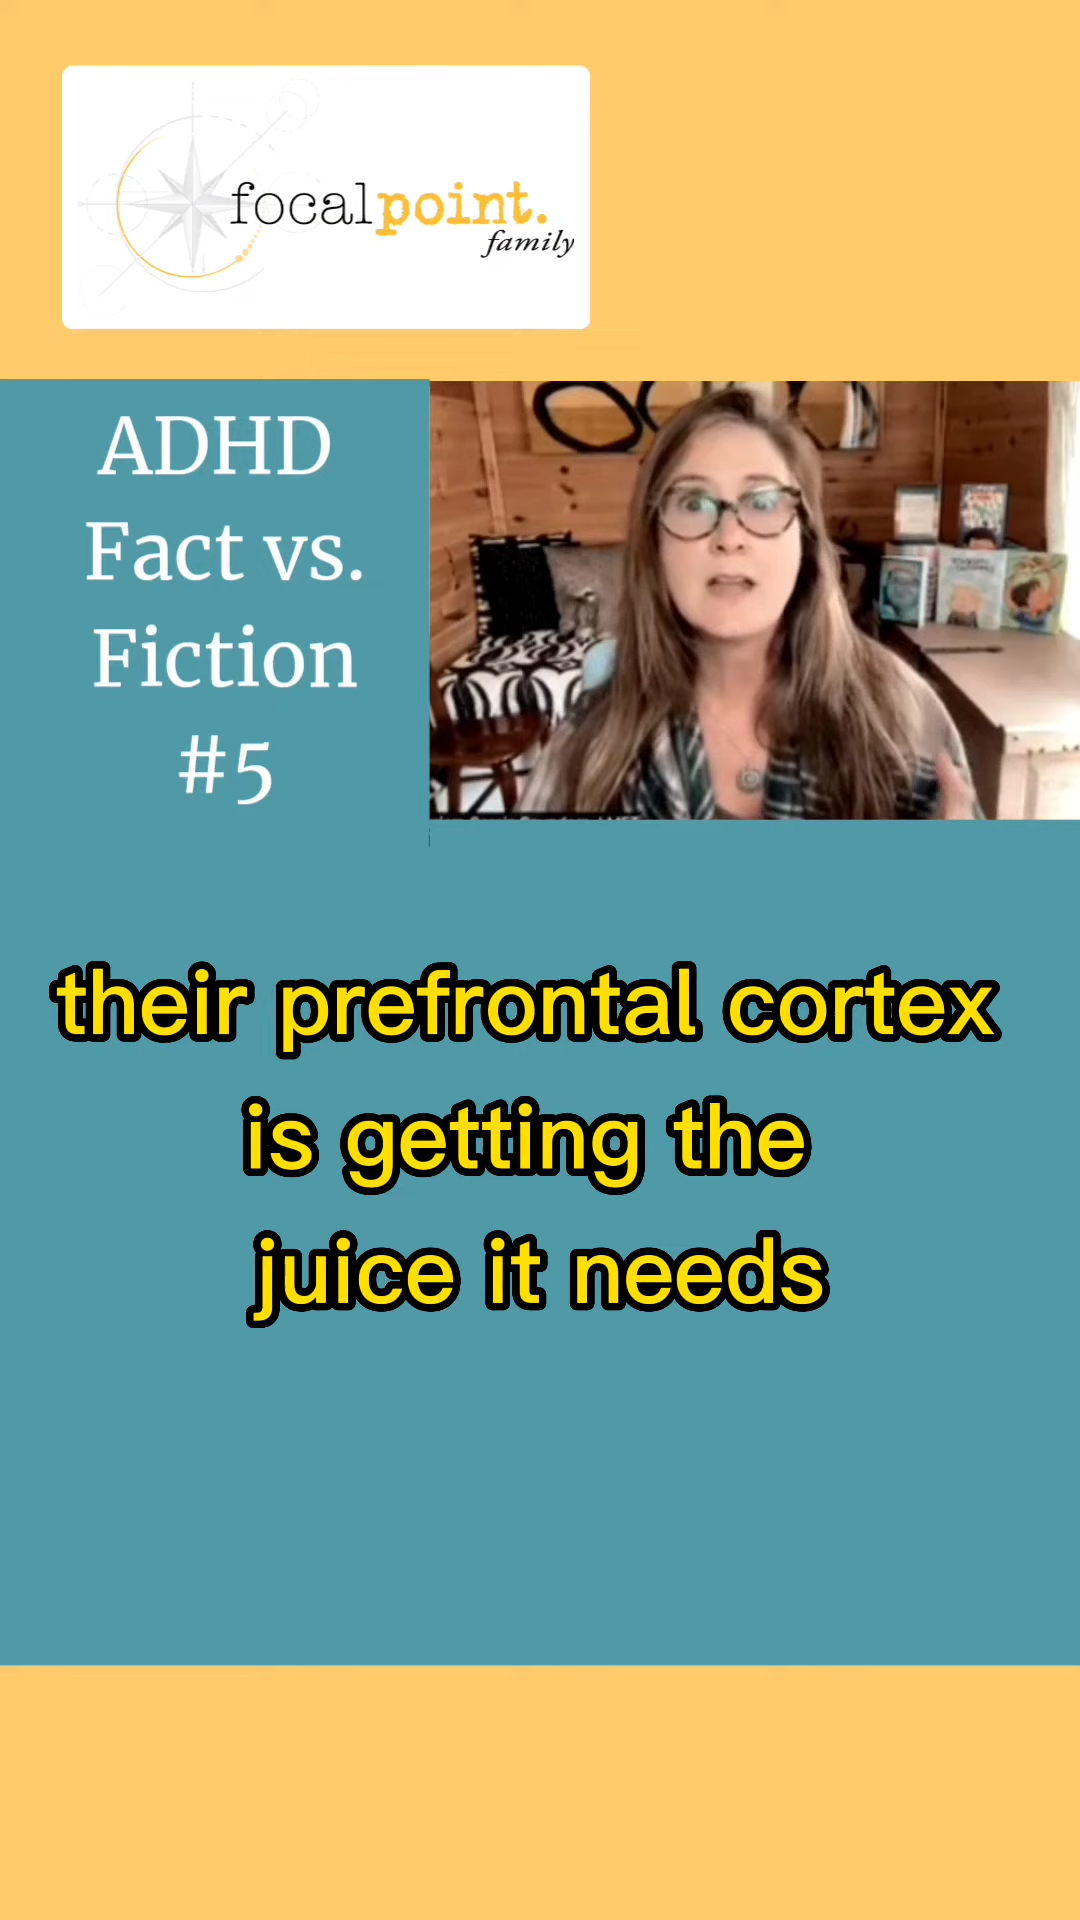 focalpoint.
family
ADHD
Fact vs.
Fiction
#5
their prefrontal cortex
is getting the
juice it needs